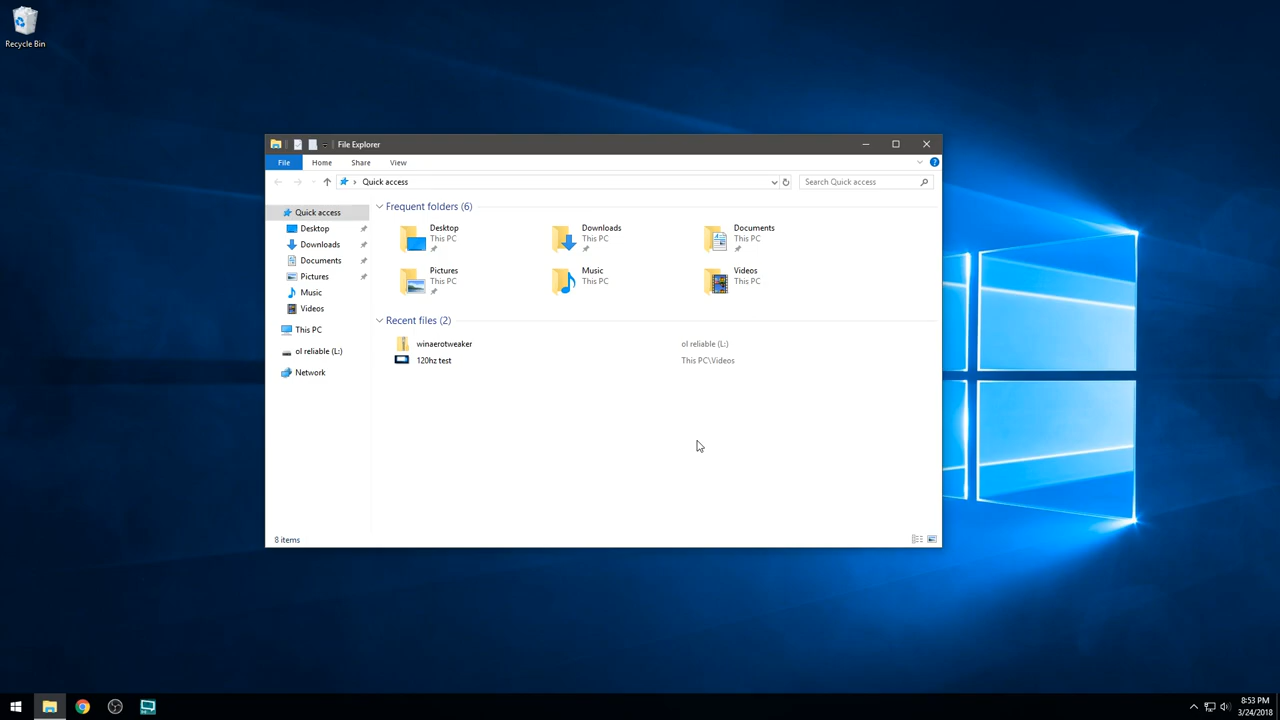 Recycle Bin
File Explorer
File Home Share View
Quick access
Search Quick access
Quick access
Desktop
Downloads
Documents
Pictures
Music
Videos
This PC
ol reliable (L:)
Network
Frequent folders (6)
Desktop
This PC
Downloads
This PC
Documents
This PC
Pictures
This PC
Music
This PC
Videos
This PC
Recent files (2)
winaerotweaker ol reliable (L:)
120hz test This PC\Videos
8 items
8:53 PM
3/24/2018